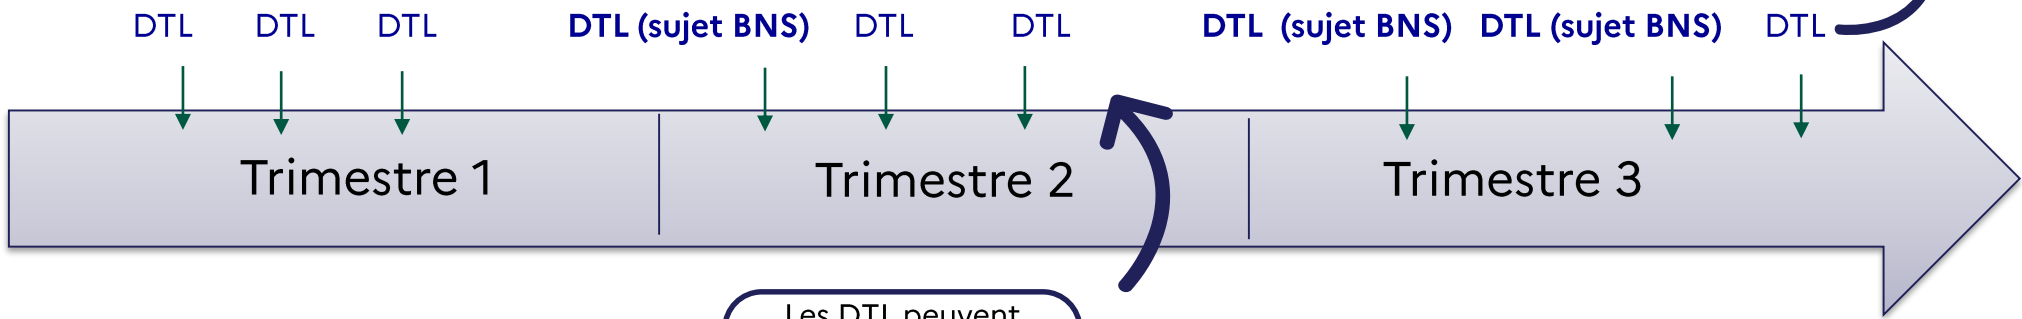 DTL DTL DTL DTL (sujet BNS) DTL DTL DTL (sujet BNS) DTL (sujet BNS) DTL
Trimestre 1 Trimestre 2 Trimestre 3
Les DTL peuvent